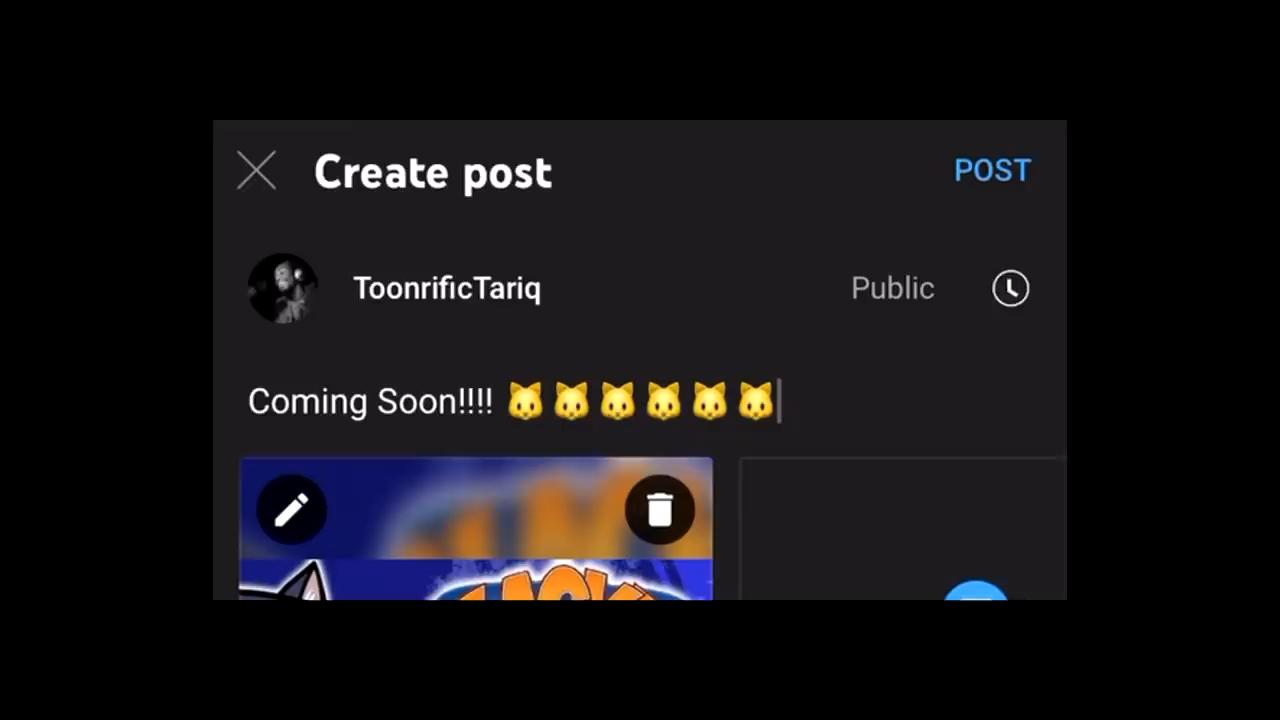 Create post
POST
ToonrificTariq
Public
Coming Soon!!!! 🐱🐱🐱🐱🐱🐱